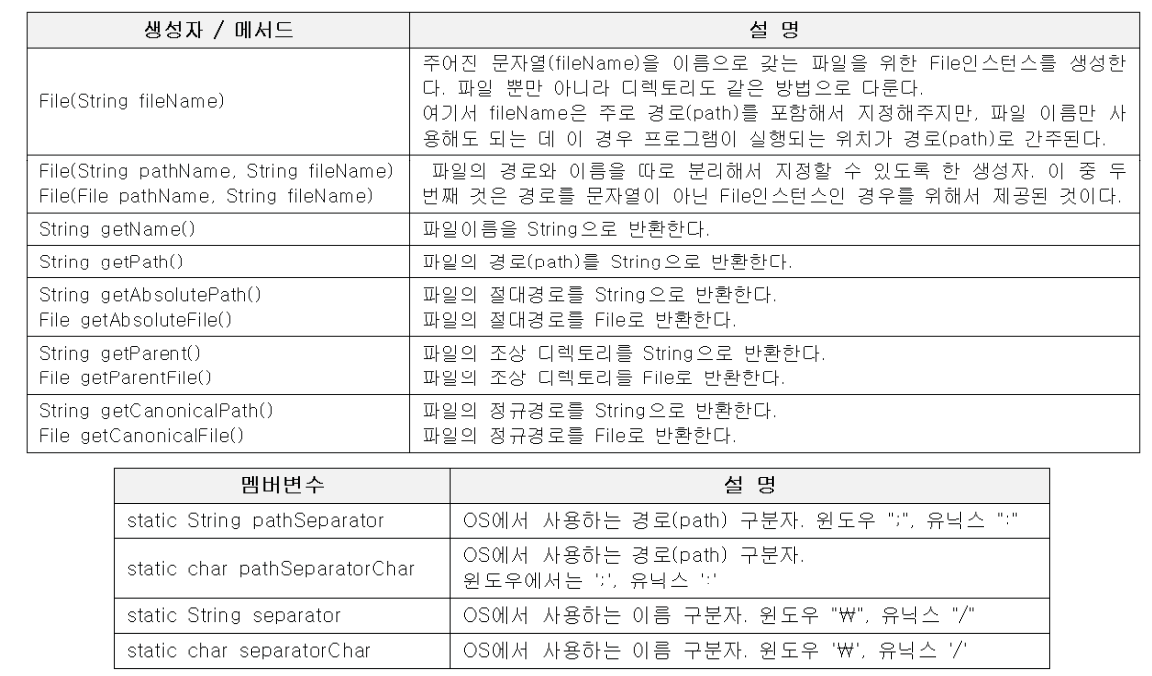 생성자 / 메서드
설 명
File(String fileName)
주어진 문자열(fileName)을 이름으로 갖는 파일을 위한 File인스턴스를 생성한
다. 파일 뿐만 아니라 디렉토리도 같은 방법으로 다룬다.
여기서 fileName은 주로 경로(path)를 포함해서 지정해주지만, 파일 이름만 사
용해도 되는 데 이 경우 프로그램이 실행되는 위치가 경로(path)로 간주된다.
File(String pathName, String fileName)
File(File pathName, String fileName)
파일의 경로와 이름을 따로 분리해서 지정할 수 있도록 한 생성자. 이 중 두
번째 것은 경로를 문자열이 아닌 File인스턴스인 경우를 위해서 제공된 것이다.
String getName()
파일이름을 String으로 반환한다.
String getPath()
파일의 경로(path)를 String으로 반환한다.
String getAbsolutePath()
File getAbsoluteFile()
파일의 절대경로를 String으로 반환한다.
파일의 절대경로를 File로 반환한다.
String getParent()
File getParentFile()
파일의 조상 디렉토리를 String으로 반환한다.
파일의 조상 디렉토리를 File로 반환한다.
String getCanonicalPath()
File getCanonicalFile()
파일의 정규경로를 String으로 반환한다.
파일의 정규경로를 File로 반환한다.
멤버변수
설 명
static String pathSeparator
OS에서 사용하는 경로(path) 구분자. 윈도우 ";", 유닉스 ":"
static char pathSeparatorChar
OS에서 사용하는 경로(path) 구분자.
윈도우에서는 ';', 유닉스 ':'
static String separator
OS에서 사용하는 이름 구분자. 윈도우 "₩", 유닉스 "/"
static char separatorChar
OS에서 사용하는 이름 구분자. 윈도우 '₩', 유닉스 '/'